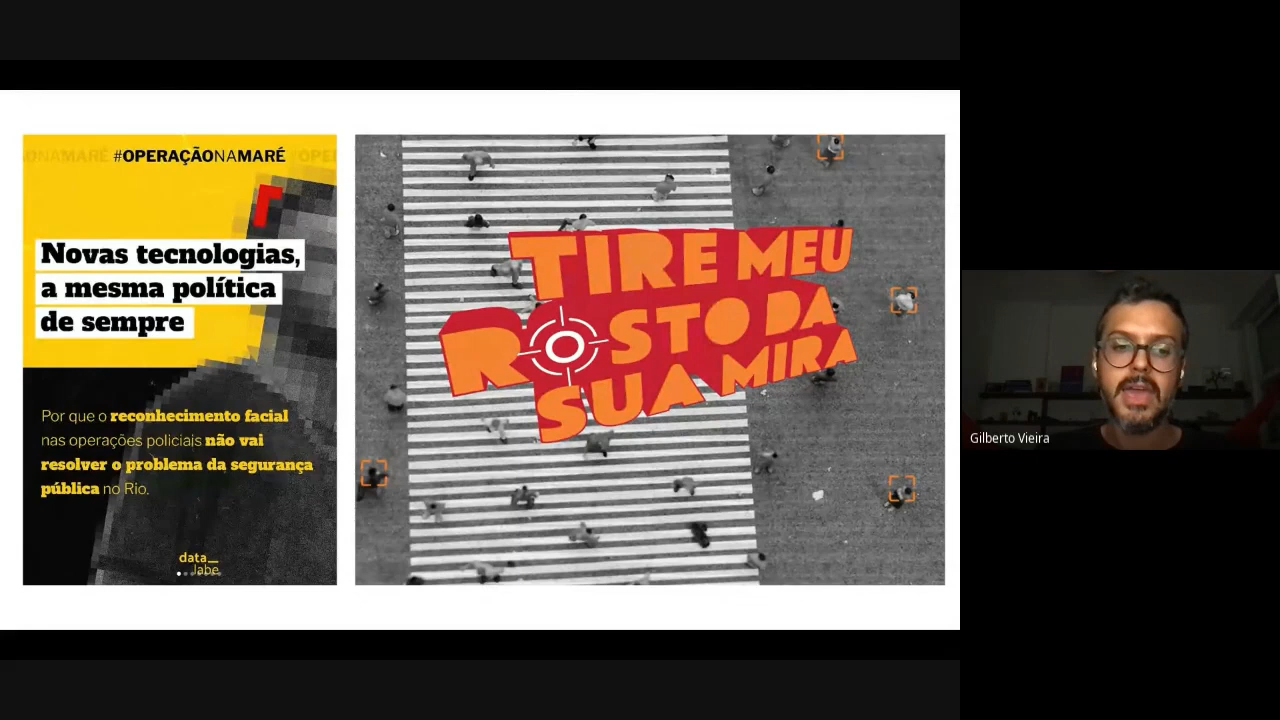 #OPERAÇÃONAMARÉ
Novas tecnologias,
a mesma política
de sempre
Por que o reconhecimento facial
nas operações policiais não vai
resolver o problema da segurança
pública no Rio.
data_
labe
TIRE MEU
ROSTO DA
SUA MIRA
Gilberto Vieira